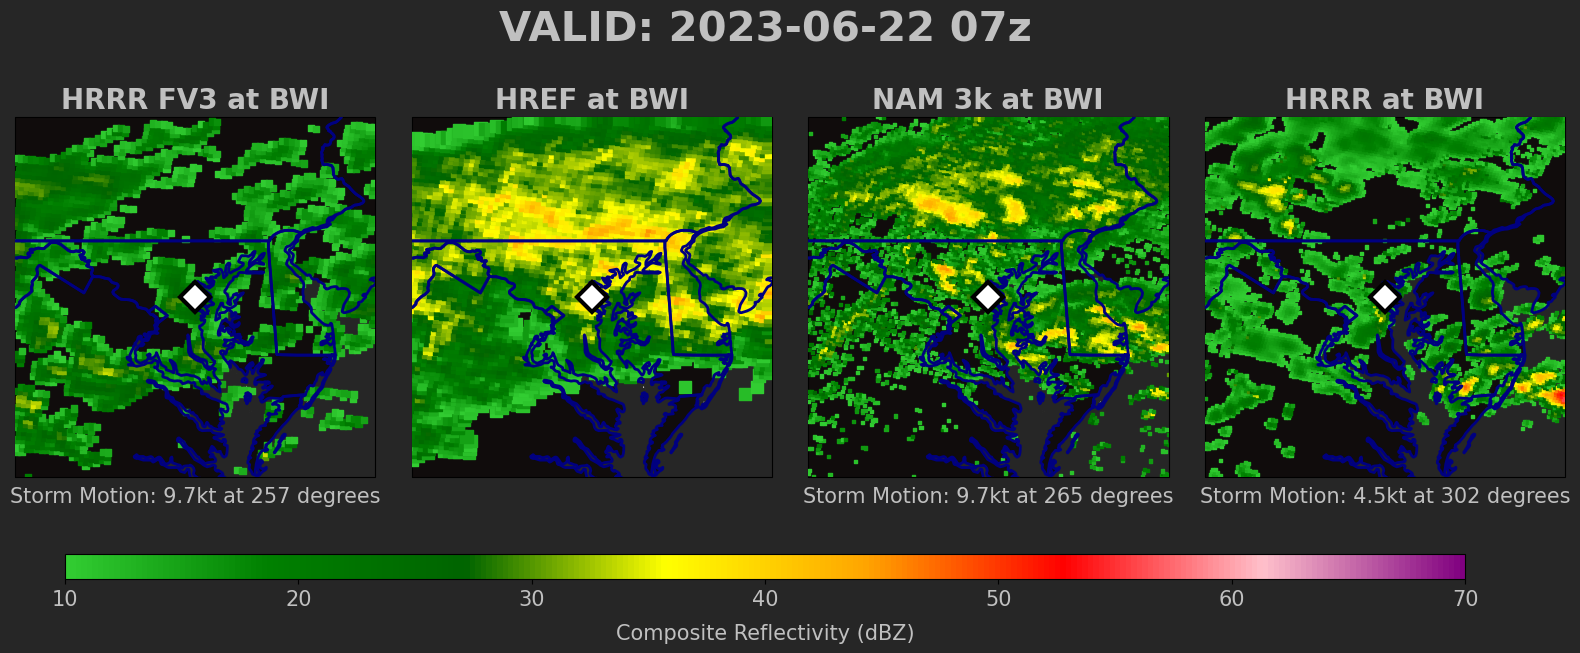 VALID: 2023-06-22 07z
HRRR FV3 at BWI
HREF at BWI
NAM 3k at BWI
HRRR at BWI
Storm Motion: 9.7kt at 257 degrees
Storm Motion: 9.7kt at 265 degrees
Storm Motion: 4.5kt at 302 degrees
10 20 30 40 50 60 70
Composite Reflectivity (dBZ)